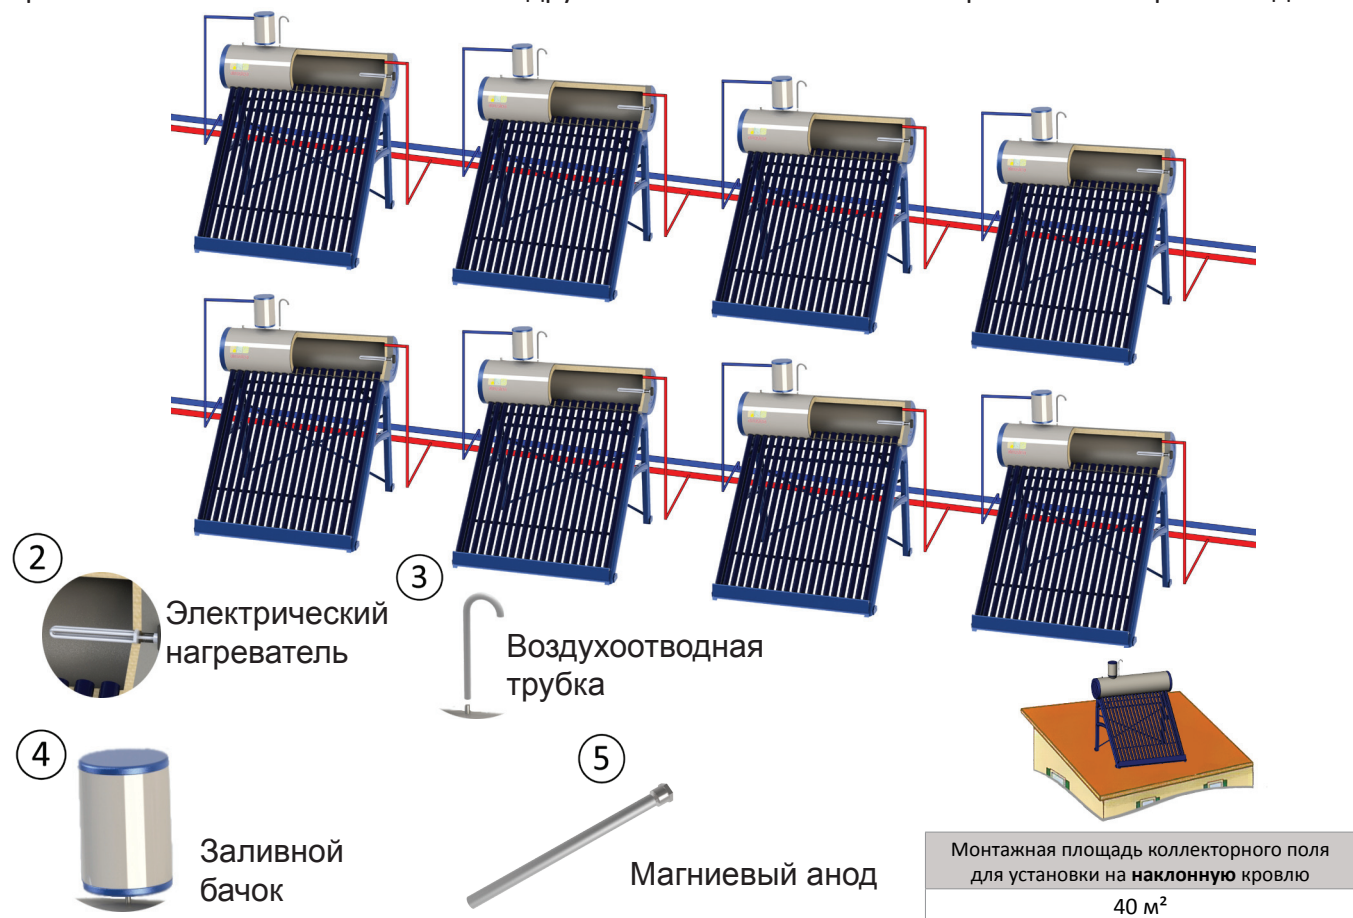 2
3
Электрический
нагреватель
Воздухоотводная
трубка
4
5
Заливной
бачок
Магниевый анод
Монтажная площадь коллекторного поля
для установки на наклонную кровлю
40 м²